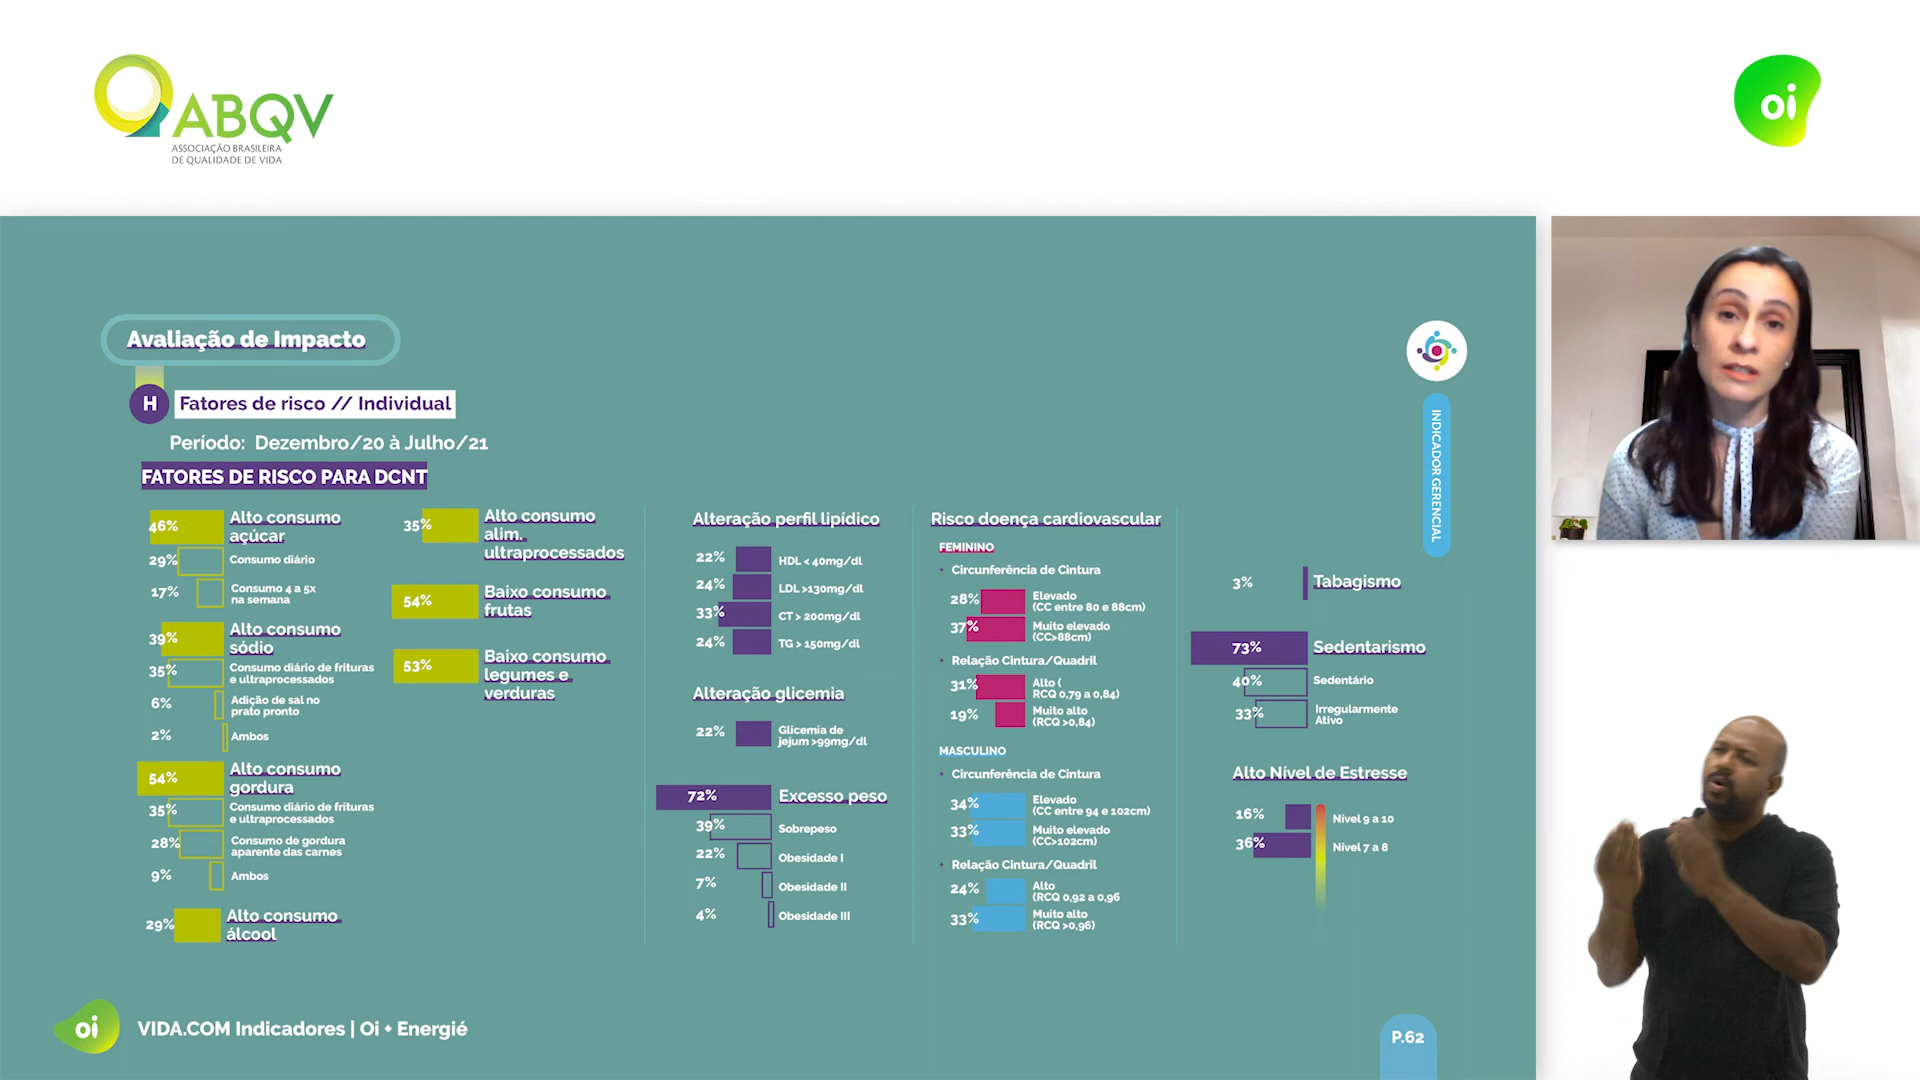 ABQV
ASSOCIAÇÃO BRASILEIRA
DE QUALIDADE DE VIDA
oi
Avaliação de Impacto
H
Fatores de risco // Individual
Período: Dezembro/20 à Julho/21
FATORES DE RISCO PARA DCNT
46%
Alto consumo
açúcar
29%
Consumo diário
17%
Consumo 4 a 5x
na semana
39%
Alto consumo
sódio
35%
Consumo diário de frituras
e ultraprocessados
6%
Adição de sal no
prato pronto
2%
Ambos
54%
Alto consumo
gordura
35%
Consumo diário de frituras
e ultraprocessados
28%
Consumo de gordura
aparente das carnes
9%
Ambos
29%
Alto consumo
álcool
35%
Alto consumo
alim.
ultraprocessados
54%
Baixo consumo
frutas
53%
Baixo consumo
legumes e
verduras
Alteração perfil lipídico
22%
HDL < 40mg/dl
24%
LDL >130mg/dl
33%
CT > 200mg/dl
24%
TG > 150mg/dl
Alteração glicemia
22%
Glicemia de
jejum >99mg/dl
72%
Excesso peso
39%
Sobrepeso
22%
Obesidade I
7%
Obesidade II
4%
Obesidade III
Risco doença cardiovascular
FEMININO
• Circunferência de Cintura
28%
Elevado
(CC entre 80 e 88cm)
37%
Muito elevado
(CC>88cm)
• Relação Cintura/Quadril
31%
Alto (
RCQ 0,79 a 0,84)
19%
Muito alto
(RCQ >0,84)
MASCULINO
• Circunferência de Cintura
34%
Elevado
(CC entre 94 e 102cm)
33%
Muito elevado
(CC>102cm)
• Relação Cintura/Quadril
24%
Alto
(RCQ 0,92 a 0,96
33%
Muito alto
(RCQ >0,96)
3%
Tabagismo
73%
Sedentarismo
40%
Sedentário
33%
Irregularmente
Ativo
Alto Nível de Estresse
16%
Nível 9 a 10
36%
Nível 7 a 8
INDICADOR GERENCIAL
oi
VIDA.COM Indicadores | Oi + Energié
P.62